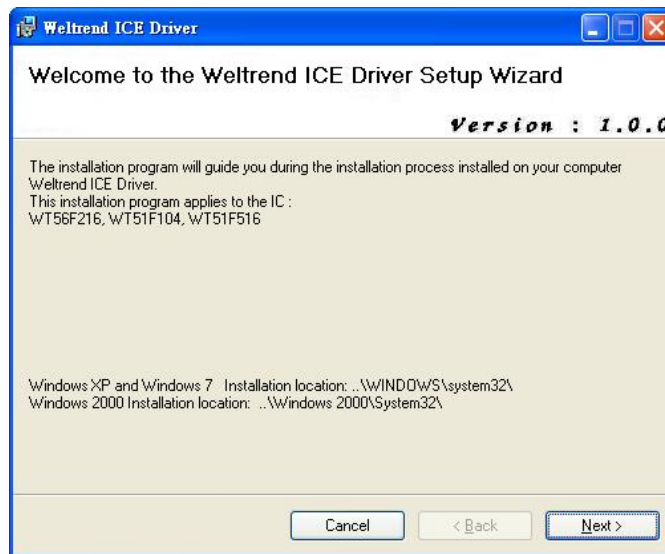 Weltrend ICE Driver
Welcome to the Weltrend ICE Driver Setup Wizard
Version : 1.0.0
The installation program will guide you during the installation process installed on your computer
Weltrend ICE Driver.
This installation program applies to the IC :
WT56F216, WT51F104, WT51F516
Windows XP and Windows 7 Installation location: ..\WINDOWS\system32\
Windows 2000 Installation location: ..\Windows 2000\System32\
Cancel < Back Next >